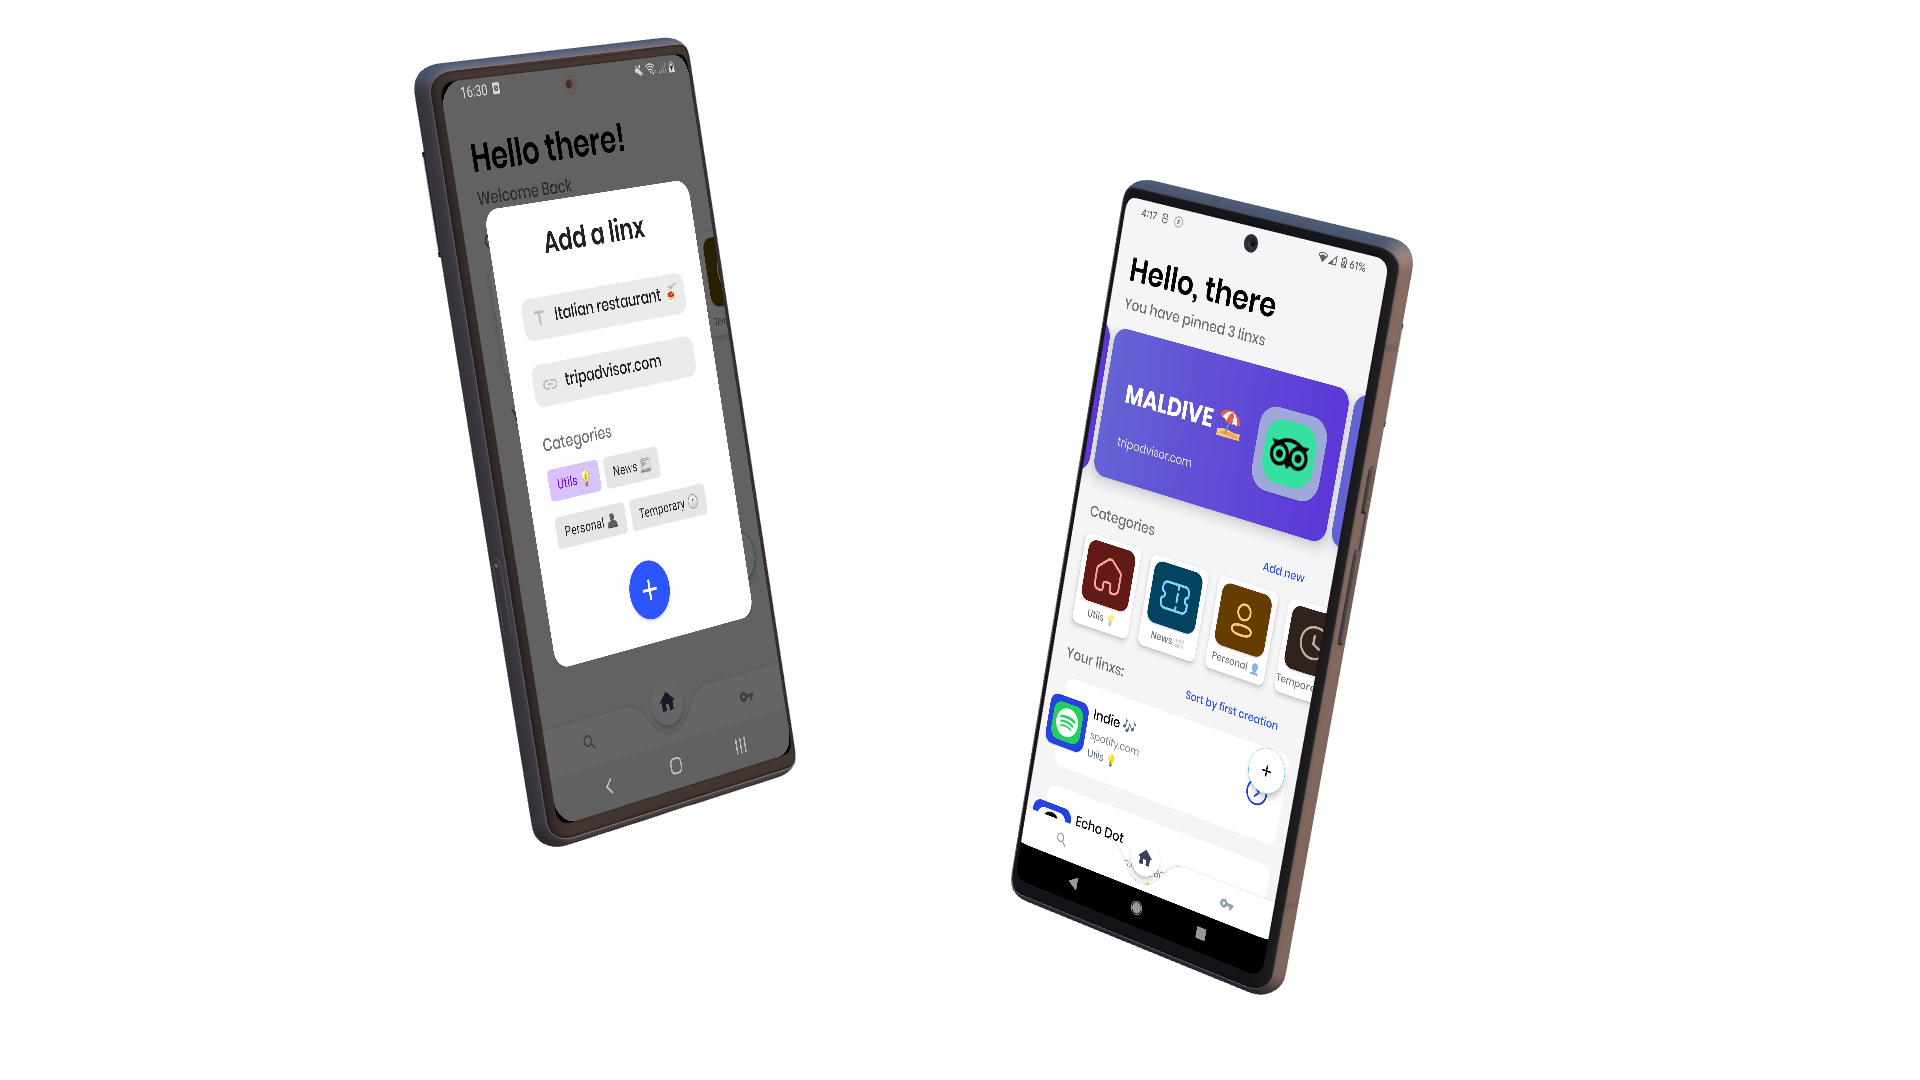 16:30
Hello there!
Welcome Back
Add a linx
Italian restaurant 🍝
tripadvisor.com
Categories
Utils 💡
News 📰
Personal 👤
Temporary 🕐
4:17
61%
Hello, there
You have pinned 3 linxs
MALDIVE ⛱️
tripadvisor.com
Categories
Add new
Utils 💡
News 📰
Personal 👤
Tempora
Your linxs:
Sort by first creation
Indie 🎶
spotify.com
Utils 💡
Echo Dot